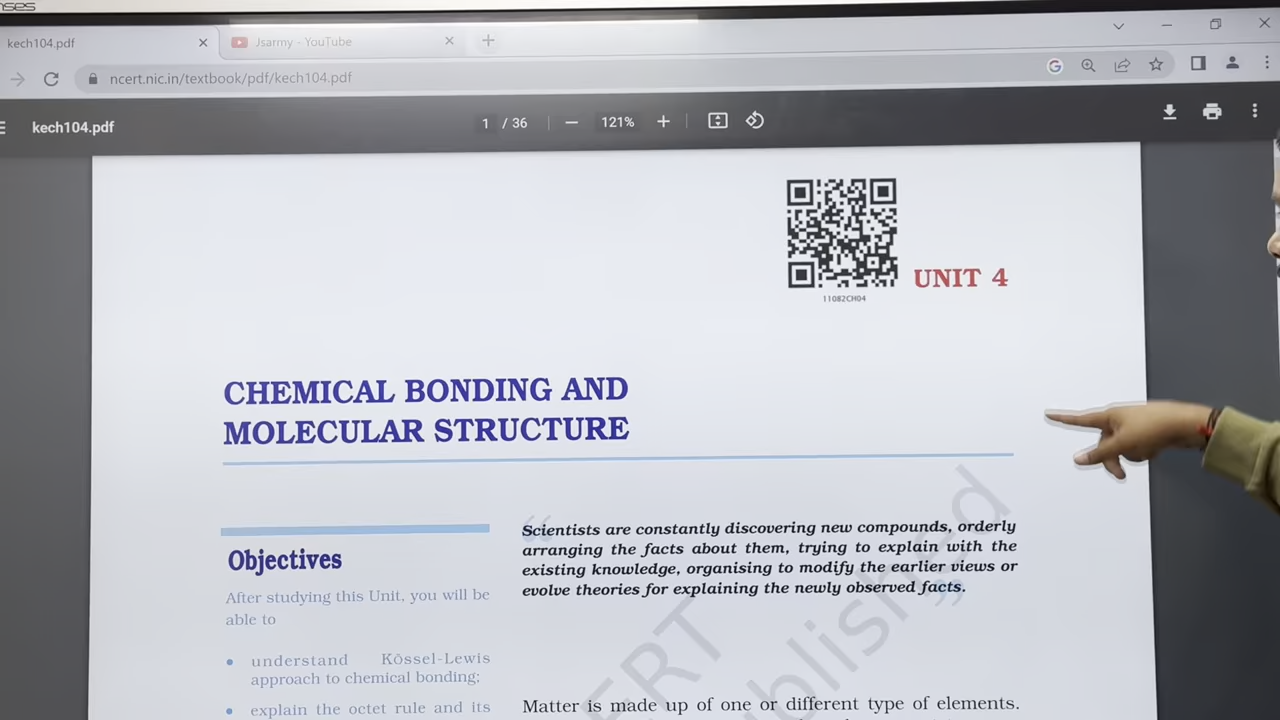 kech104.pdf
Jsarmy - YouTube
ncert.nic.in/textbook/pdf/kech104.pdf
kech104.pdf
1 / 36
121%
UNIT 4
11082CH04
CHEMICAL BONDING AND
MOLECULAR STRUCTURE
Objectives
After studying this Unit, you will be
able to
• understand Kössel-Lewis
approach to chemical bonding;
• explain the octet rule and its
Scientists are constantly discovering new compounds, orderly
arranging the facts about them, trying to explain with the
existing knowledge, organising to modify the earlier views or
evolve theories for explaining the newly observed facts.
Matter is made up of one or different type of elements.